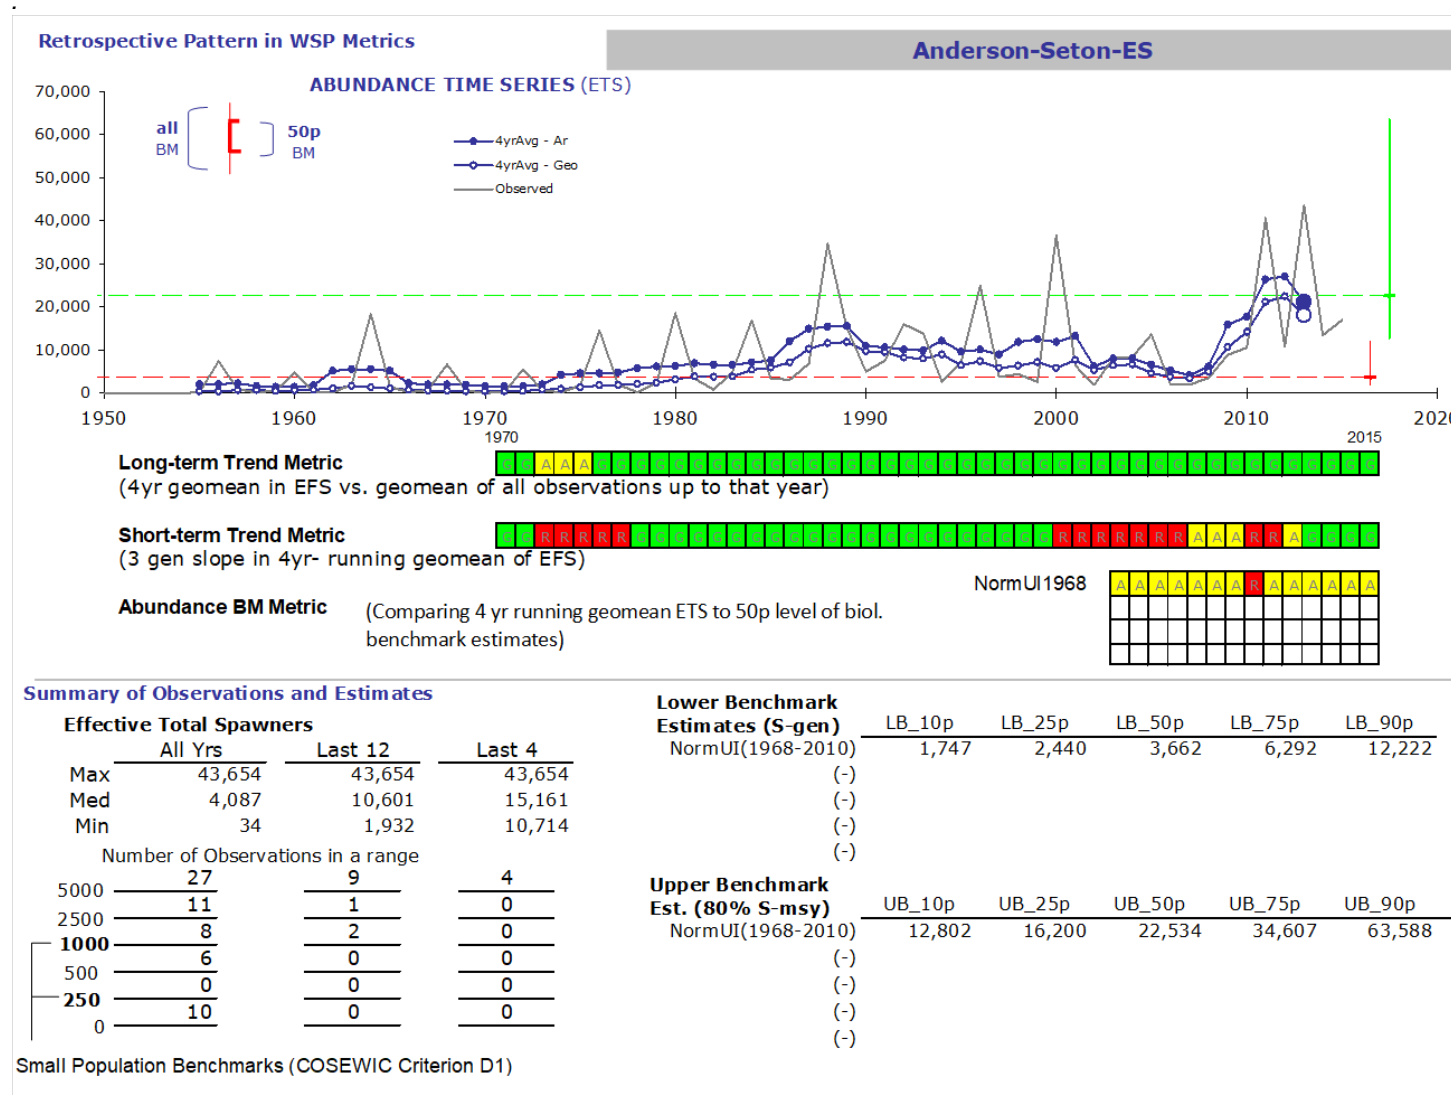 .
Retrospective Pattern in WSP Metrics
Anderson-Seton-ES
ABUNDANCE TIME SERIES (ETS)
70,000
60,000
50,000
40,000
30,000
20,000
10,000
0
all
BM
50p
BM
4yrAvg - Ar
4yrAvg - Geo
Observed
1950 1960 1970 1980 1990 2000 2010 2020
1970 2015
Long-term Trend Metric
G G A A A G G G G G G G G G G G G G G G G G G G G G G G G G G G G G G G G G G G G G G G G G
(4yr geomean in EFS vs. geomean of all observations up to that year)
Short-term Trend Metric
G G R R R R R G G G G G G G G G G G G G G G G G G G G G G R R R R R R R A A A R R A G G G G
(3 gen slope in 4yr- running geomean of EFS)
NormUI1968 A A A A A A A R A A A A A A
Abundance BM Metric (Comparing 4 yr running geomean ETS to 50p level of biol.
benchmark estimates)
Summary of Observations and Estimates
Effective Total Spawners
All Yrs Last 12 Last 4
Max 43,654 43,654 43,654
Med 4,087 10,601 15,161
Min 34 1,932 10,714
Number of Observations in a range
27 9 4
5000
11 1 0
2500
8 2 0
1000
6 0 0
500
0 0 0
250
10 0 0
0
Small Population Benchmarks (COSEWIC Criterion D1)
Lower Benchmark
Estimates (S-gen) LB_10p LB_25p LB_50p LB_75p LB_90p
NormUI(1968-2010) 1,747 2,440 3,662 6,292 12,222
(-)
(-)
(-)
(-)
Upper Benchmark
Est. (80% S-msy) UB_10p UB_25p UB_50p UB_75p UB_90p
NormUI(1968-2010) 12,802 16,200 22,534 34,607 63,588
(-)
(-)
(-)
(-)